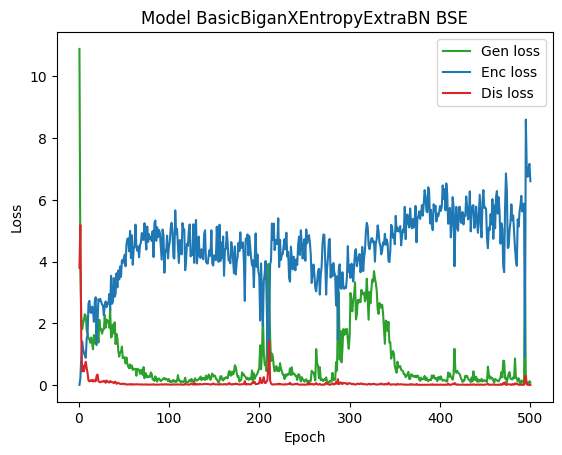 Model BasicBiganXEntropyExtraBN BSE
Gen loss
Enc loss
Dis loss
Loss
10
8
6
4
2
0
0 100 200 300 400 500
Epoch